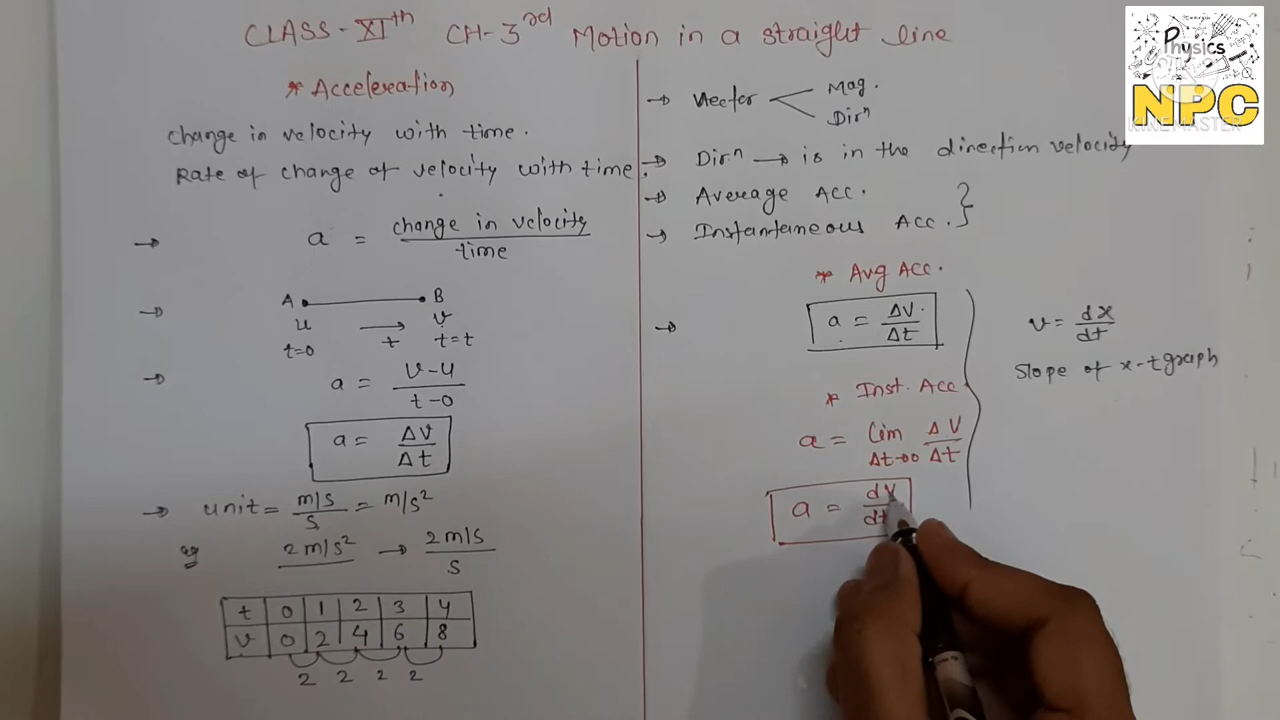 CLASS-XIth CH-3rd Motion in a straight line
* Acceleration
change in velocity with time.
Rate of change of velocity with time.
→ a = change in velocity / time
→ A B
u → v
t=0 t t=t
→ a = v-u / t-0
a = Δv / Δt
→ unit = m/s / s = m/s²
eg 2m/s² → 2m/s / s
t 0 1 2 3 4
v 0 2 4 6 8
2 2 2 2
→ Vector Mag.
Dirⁿ
→ Dirⁿ → is in the direction velocity
→ Average Acc.
→ Instantaneous Acc. }
* Avg Acc.
→ a = Δv / Δt
* Inst. Acc
a = Lim Δt→0 Δv / Δt
a = dv / dt
v = dx / dt
Slope of x-t graph
Physics
NPC
KINEMASTER